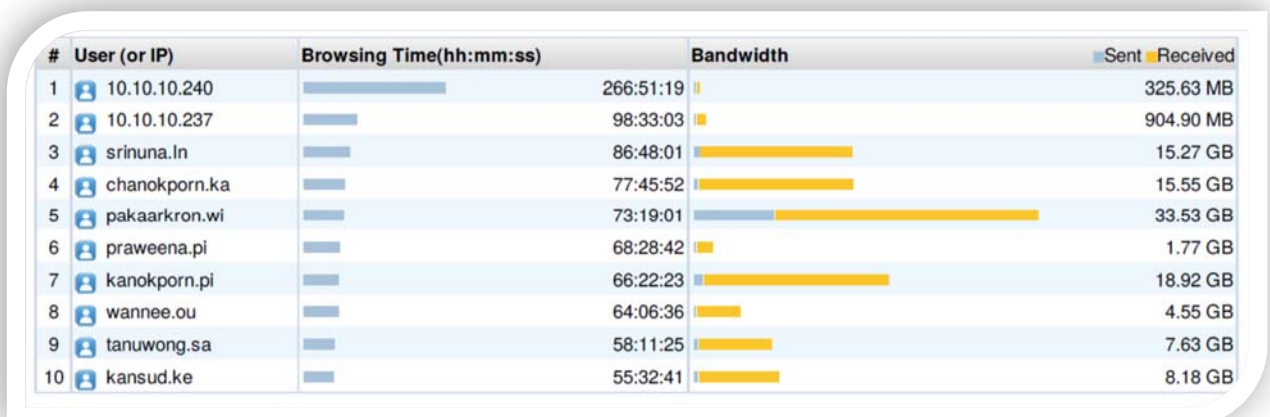 # User (or IP) Browsing Time(hh:mm:ss) Bandwidth Sent Received
1 10.10.10.240 266:51:19 325.63 MB
2 10.10.10.237 98:33:03 904.90 MB
3 srinuna.ln 86:48:01 15.27 GB
4 chanokporn.ka 77:45:52 15.55 GB
5 pakaarkron.wi 73:19:01 33.53 GB
6 praweena.pi 68:28:42 1.77 GB
7 kanokporn.pi 66:22:23 18.92 GB
8 wannee.ou 64:06:36 4.55 GB
9 tanuwong.sa 58:11:25 7.63 GB
10 kansud.ke 55:32:41 8.18 GB